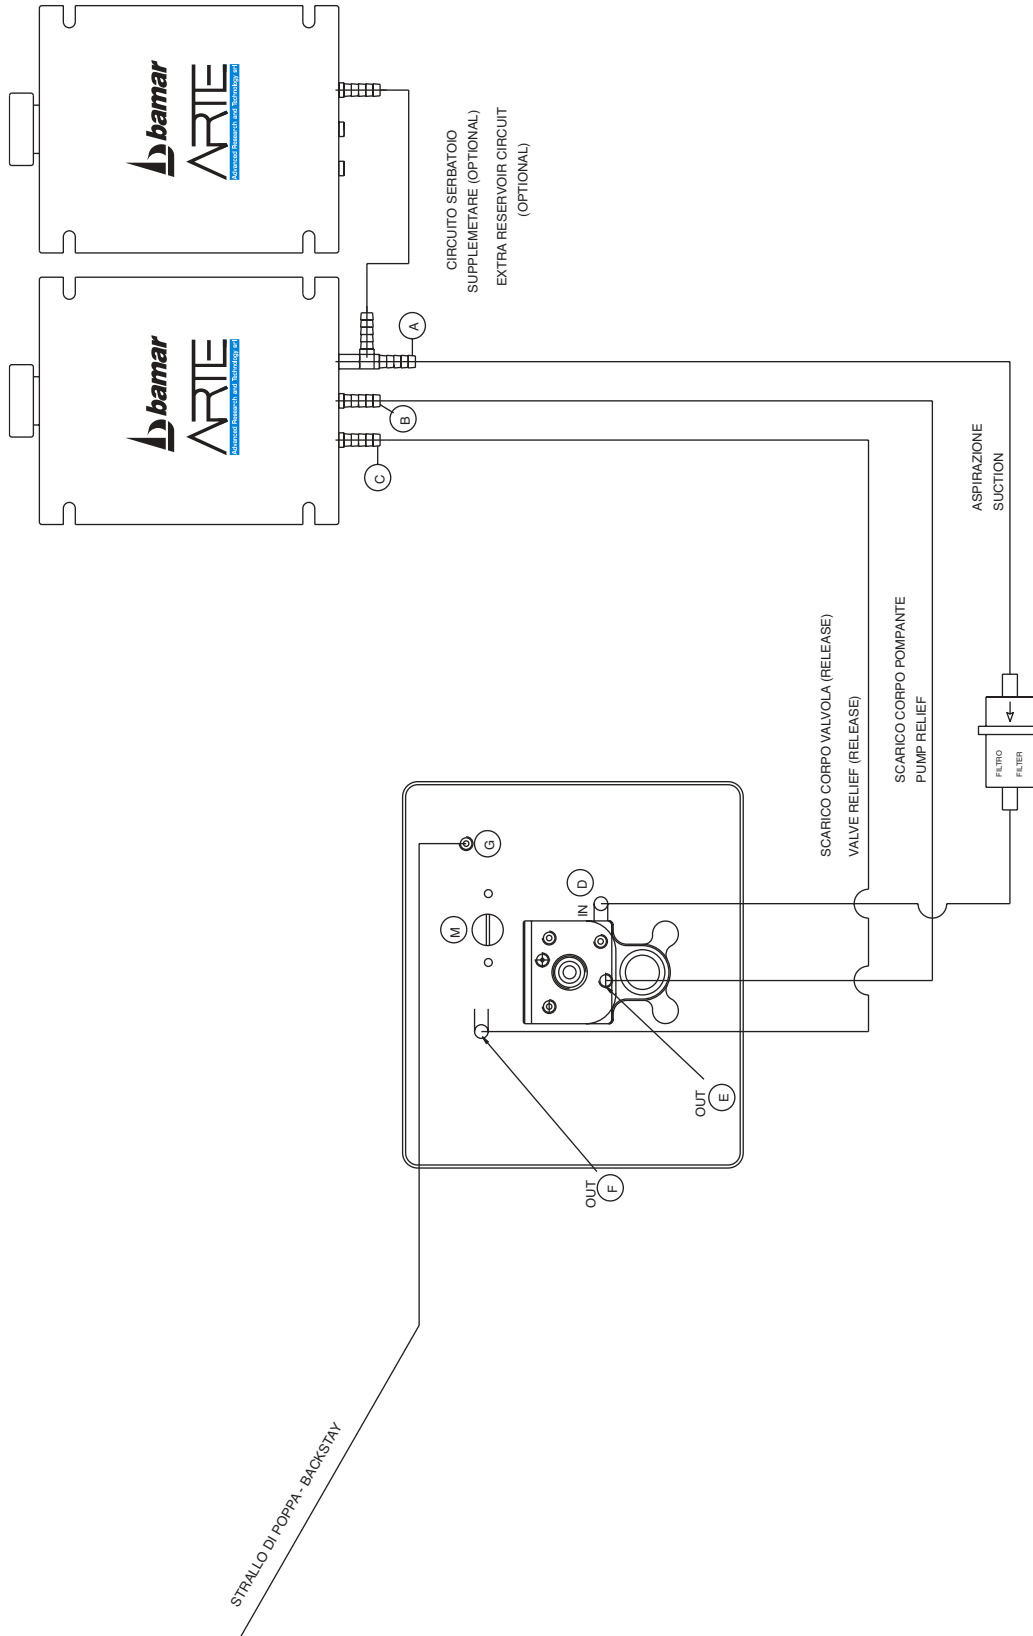 STRALLO DI POPPA - BACKSTAY
OUT
F
OUT
E
M
G
IN
D
SCARICO CORPO VALVOLA (RELEASE)
VALVE RELIEF (RELEASE)
SCARICO CORPO POMPANTE
PUMP RELIEF
FILTRO
FILTER
ASPIRAZIONE
SUCTION
C
B
A
bamar
ARTE
Advanced Research and Technology srl
CIRCUITO SERBATOIO
SUPPLEMETARE (OPTIONAL)
EXTRA RESERVOIR CIRCUIT
(OPTIONAL)
bamar
ARTE
Advanced Research and Technology srl